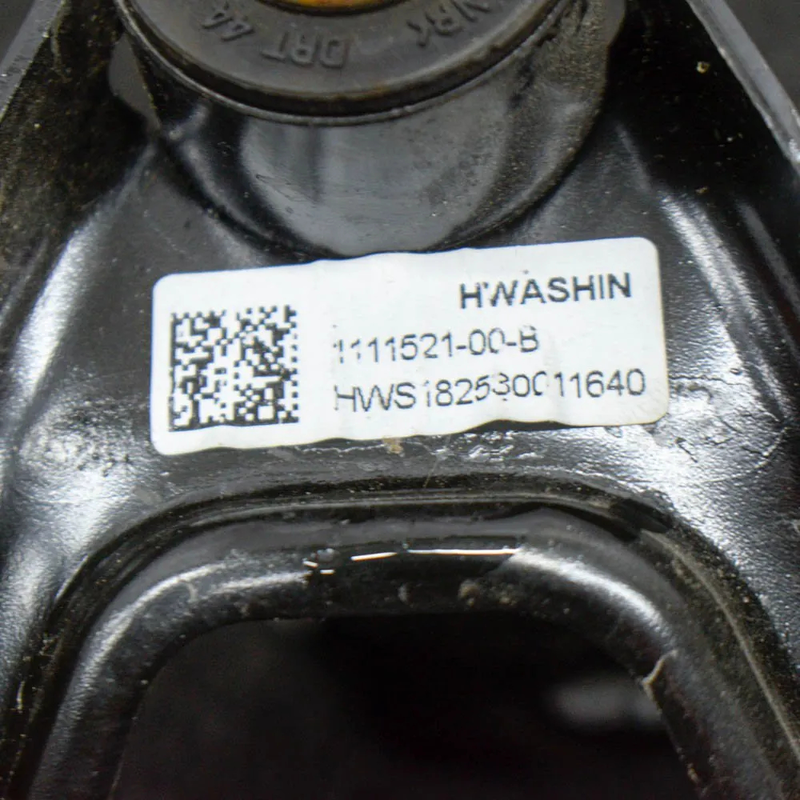 DRT 44
HWASHIN
1111521-00-B
HWS182530011640